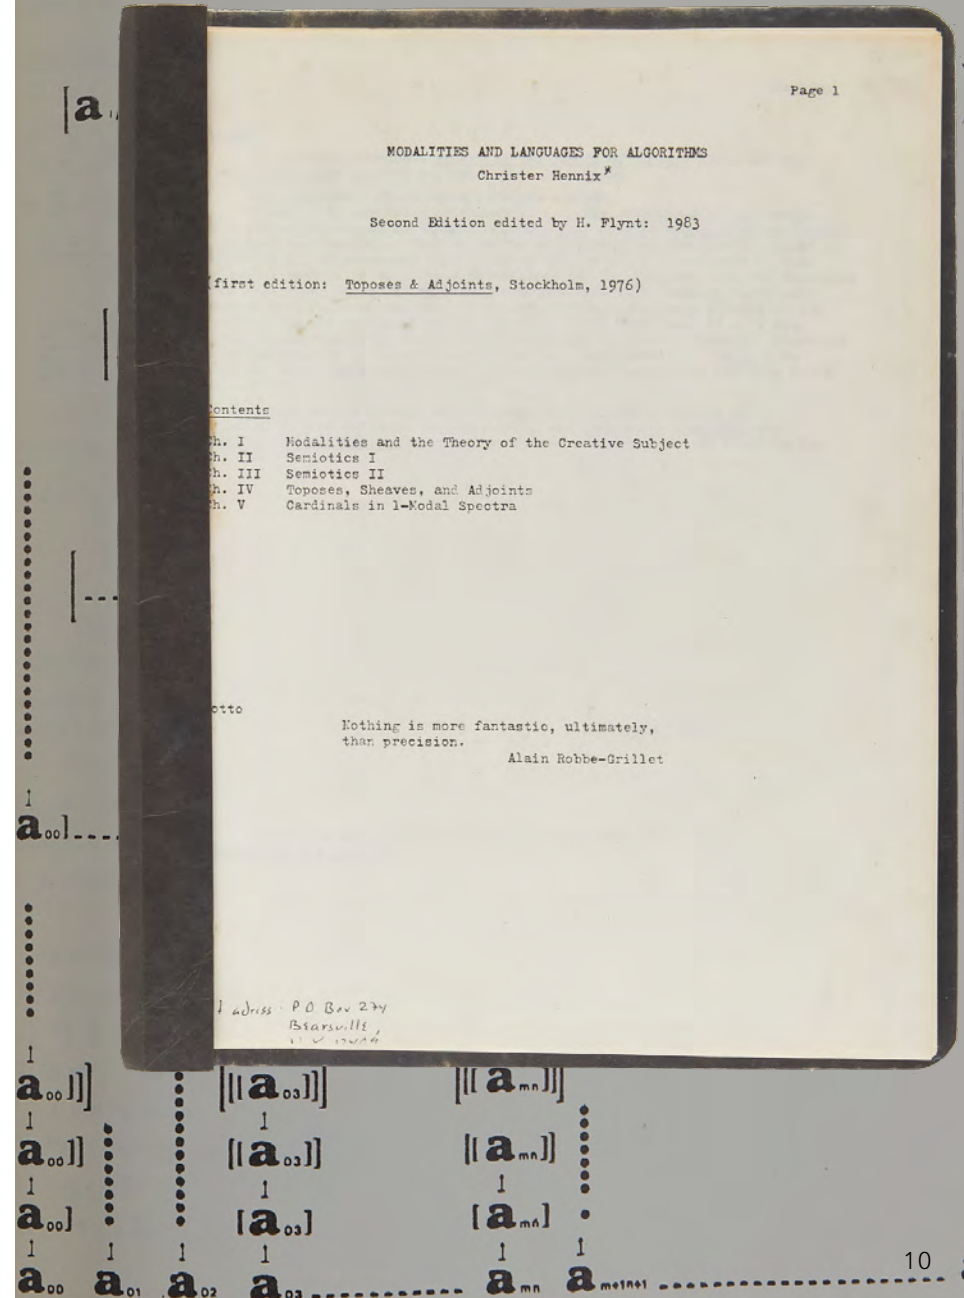 Page 1
MODALITIES AND LANGUAGES FOR ALGORITHMS
Christer Hennix*
Second Edition edited by H. Flynt: 1983
(first edition: Toposes & Adjoints, Stockholm, 1976)
ontents
h. I Modalities and the Theory of the Creative Subject
h. II Semiotics I
h. III Semiotics II
h. IV Toposes, Sheaves, and Adjoints
h. V Cardinals in 1-Modal Spectra
otto
Nothing is more fantastic, ultimately,
than precision.
Alain Robbe-Grillet
adriss P O Box 274
Bearsville,
[a
[---
a00]----
a00]]] [[[a03]]] [[[amn]]]
a00]] [[a03]] [[amn]]
a00] [a03] [amn]
10
a00 a01 a02 a03 ........ amn am+1n+1 ........